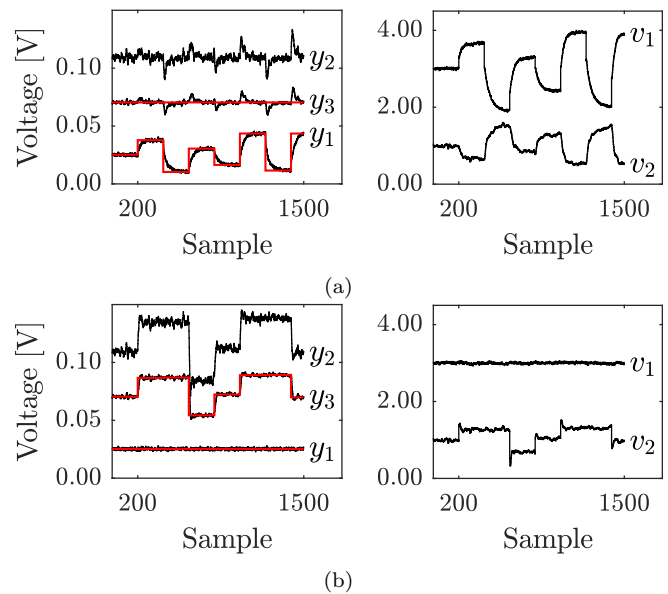 Voltage [V]
0.10
0.05
0.00
y₂
y₃
y₁
200
1500
Sample
4.00
2.00
0.00
v₁
v₂
200
1500
Sample
(a)
Voltage [V]
0.10
0.05
0.00
y₂
y₃
y₁
200
1500
Sample
4.00
2.00
0.00
v₁
v₂
200
1500
Sample
(b)